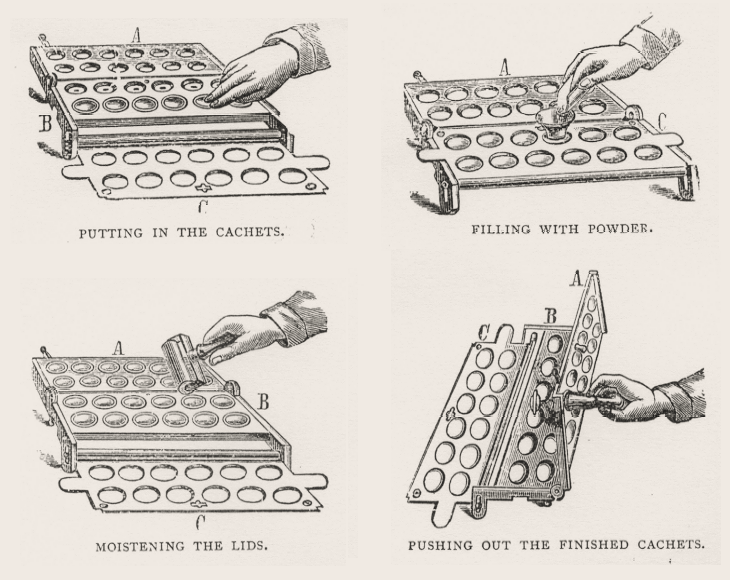 A
B
C
PUTTING IN THE CACHETS.
A
C
FILLING WITH POWDER.
A
B
C
MOISTENING THE LIDS.
A
B
C
PUSHING OUT THE FINISHED CACHETS.